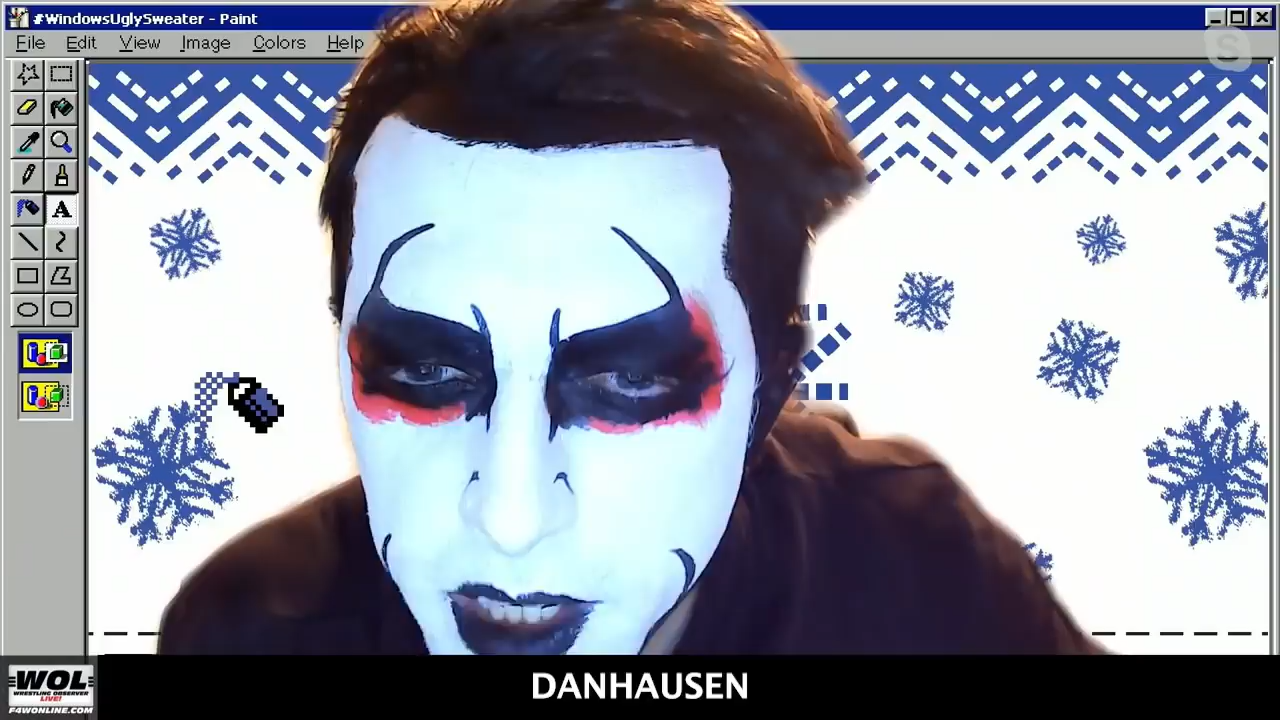 #WindowsUglySweater - Paint
File Edit View Image Colors Help
S
A
WOL
WRESTLING OBSERVER
LIVE!
F4WONLINE.COM
DANHAUSEN